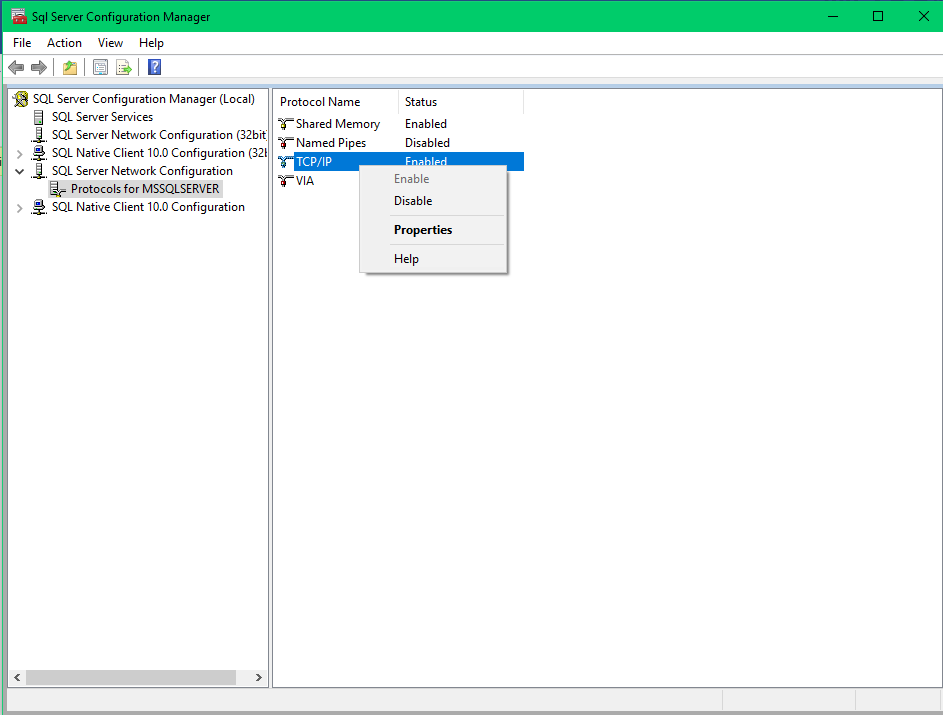 Sql Server Configuration Manager
File Action View Help
SQL Server Configuration Manager (Local)
SQL Server Services
SQL Server Network Configuration (32bit
SQL Native Client 10.0 Configuration (32b
SQL Server Network Configuration
Protocols for MSSQLSERVER
SQL Native Client 10.0 Configuration
Protocol Name Status
Shared Memory Enabled
Named Pipes Disabled
TCP/IP Enabled
VIA
Enable
Disable
Properties
Help